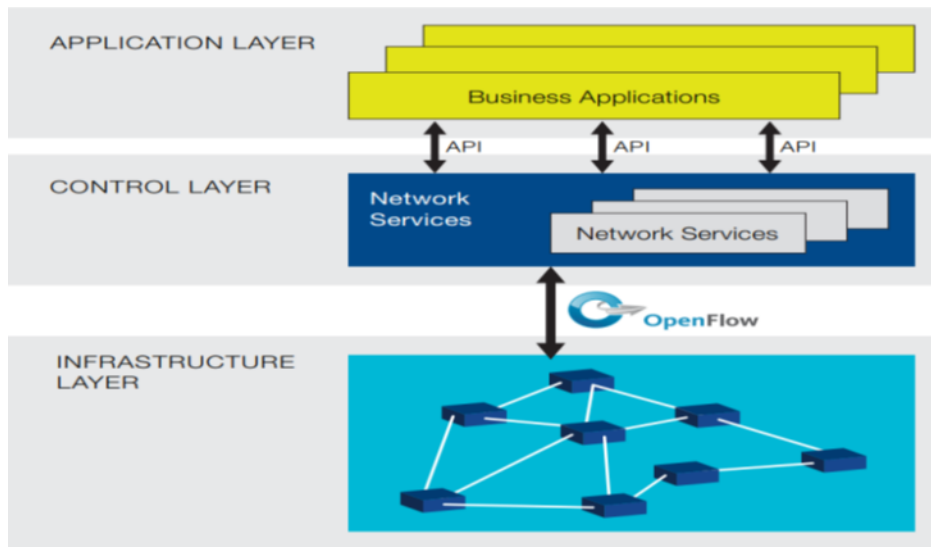 APPLICATION LAYER
Business Applications
API
API
API
CONTROL LAYER
Network
Services
Network Services
OpenFlow
INFRASTRUCTURE
LAYER